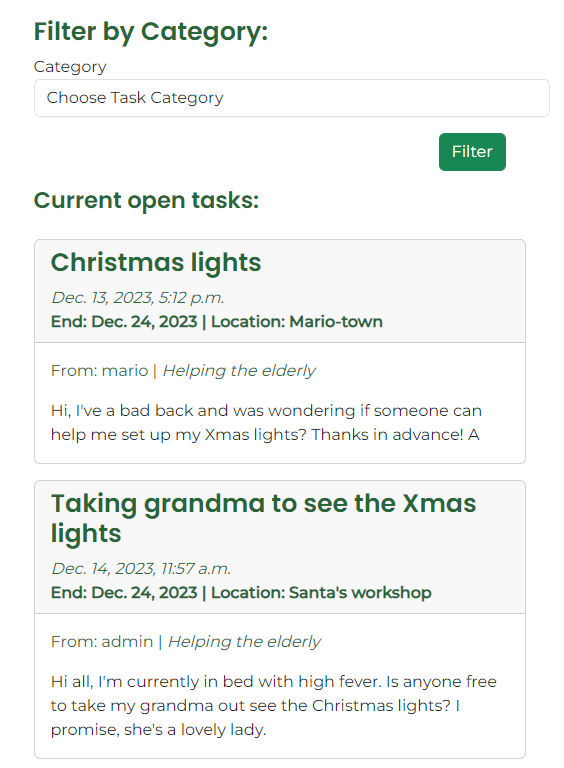 Filter by Category:
Category
Choose Task Category
Filter
Current open tasks:
Christmas lights
Dec. 13, 2023, 5:12 p.m.
End: Dec. 24, 2023 | Location: Mario-town
From: mario | Helping the elderly
Hi, I've a bad back and was wondering if someone can
help me set up my Xmas lights? Thanks in advance! A
Taking grandma to see the Xmas
lights
Dec. 14, 2023, 11:57 a.m.
End: Dec. 24, 2023 | Location: Santa's workshop
From: admin | Helping the elderly
Hi all, I'm currently in bed with high fever. Is anyone free
to take my grandma out see the Christmas lights? I
promise, she's a lovely lady.